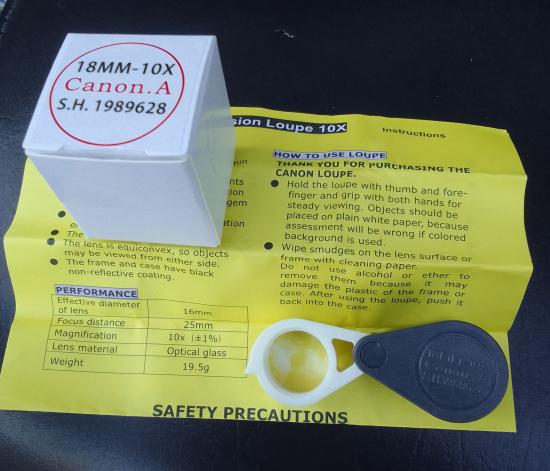 18MM-10X
Canon.A
S.H. 1989628
sion Loupe 10X
Instructions
HOW TO USE LOUPE
THANK YOU FOR PURCHASING THE
CANON LOUPE.
● Hold the loupe with thumb and fore-
finger and grip with both hands for
steady viewing. Objects should be
placed on plain white paper, because
assessment will be wrong if colored
background is used.
● Wipe smudges on the lens surface or
frame with cleaning paper.
Do not use alcohol or ether to
remove them because it may
damage the plastic of the frame or
case. After using the loupe, push it
back into the case.
● The lens is equiconvex, so objects
may be viewed from either side.
● The frame and case have black
non-reflective coating.
PERFORMANCE
Effective diameter
of lens 16mm
Focus distance 25mm
Magnification 10x (±1%)
Lens material Optical glass
Weight 19.5g
SAFETY PRECAUTIONS